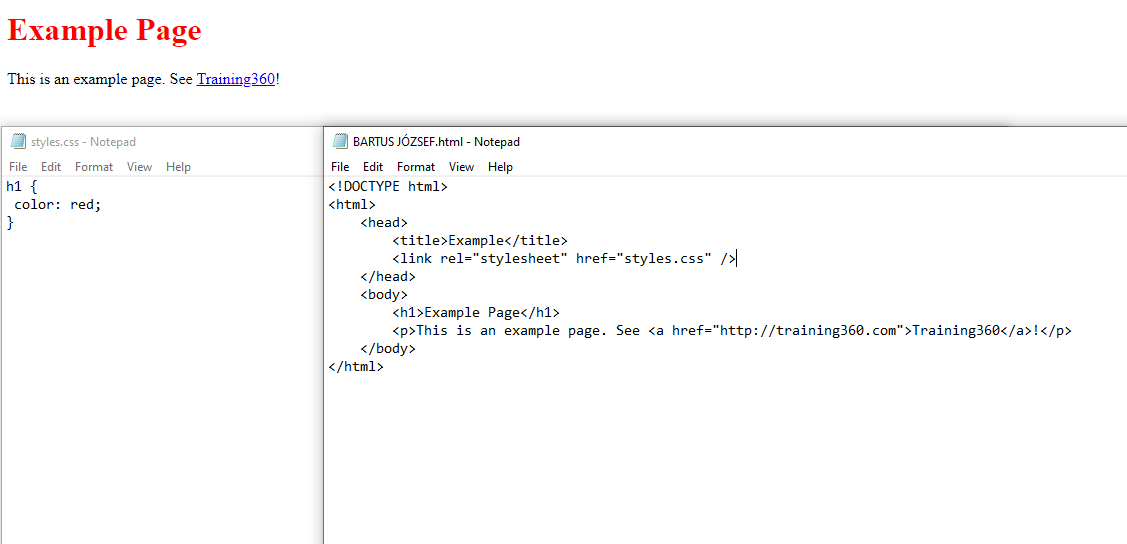 Example Page
This is an example page. See Training360!
styles.css - Notepad
File Edit Format View Help
h1 {
 color: red;
}
BARTUS JÓZSEF.html - Notepad
File Edit Format View Help
<!DOCTYPE html>
<html>
    <head>
        <title>Example</title>
        <link rel="stylesheet" href="styles.css" />
    </head>
    <body>
        <h1>Example Page</h1>
        <p>This is an example page. See <a href="http://training360.com">Training360</a>!</p>
    </body>
</html>